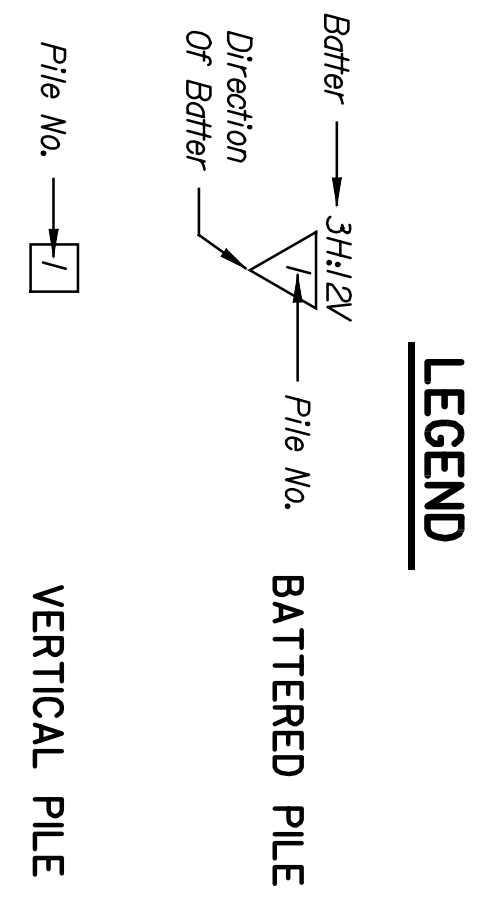 LEGEND
Batter
3H:12V
1
Pile No.
BATTERED PILE
Direction
Of Batter
Pile No.
1
VERTICAL PILE